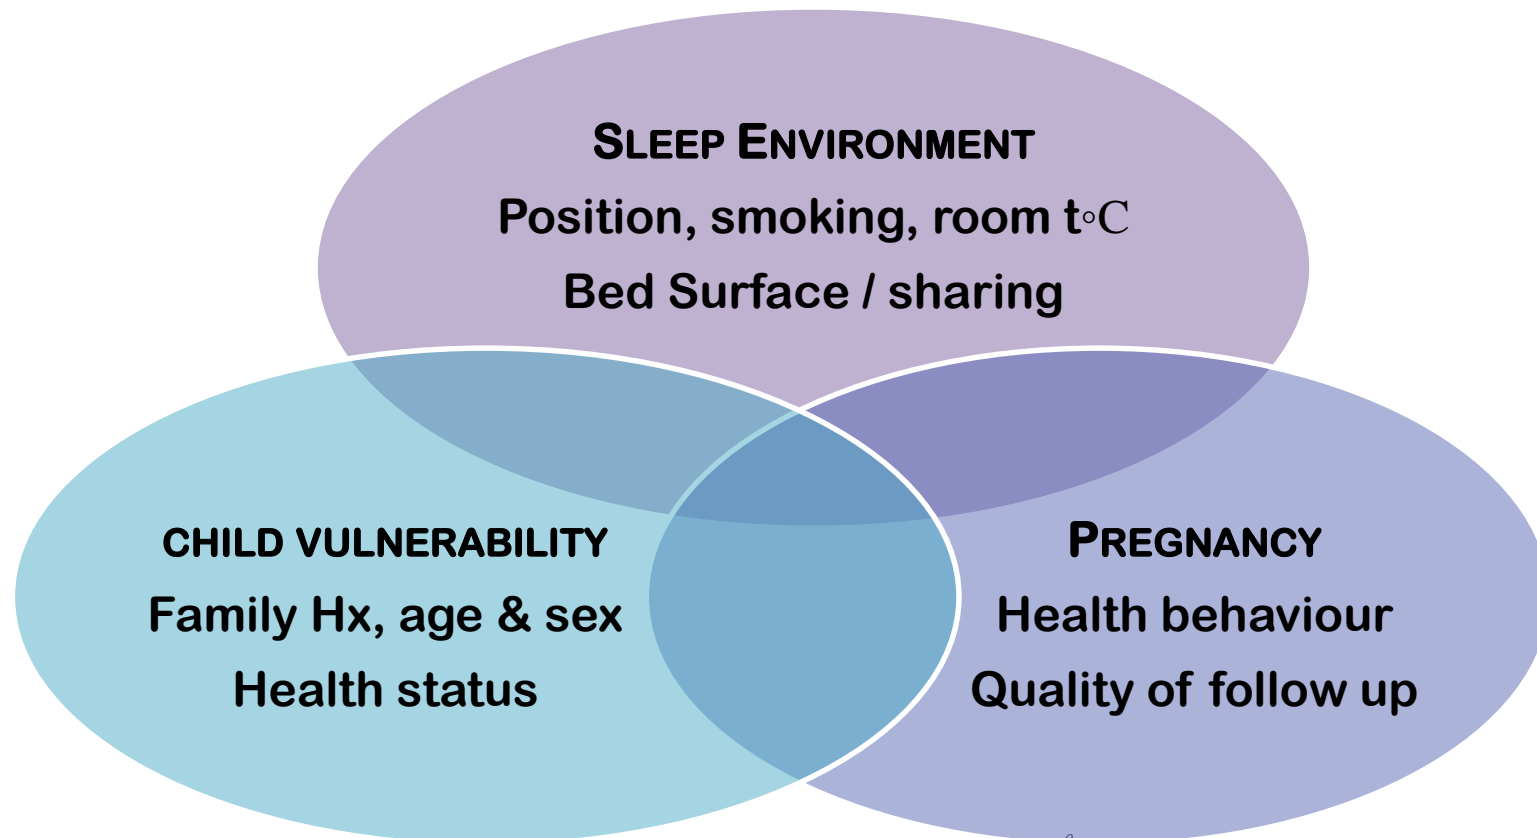 SLEEP ENVIRONMENT
Position, smoking, room t°C
Bed Surface / sharing
CHILD VULNERABILITY
Family Hx, age & sex
Health status
PREGNANCY
Health behaviour
Quality of follow up